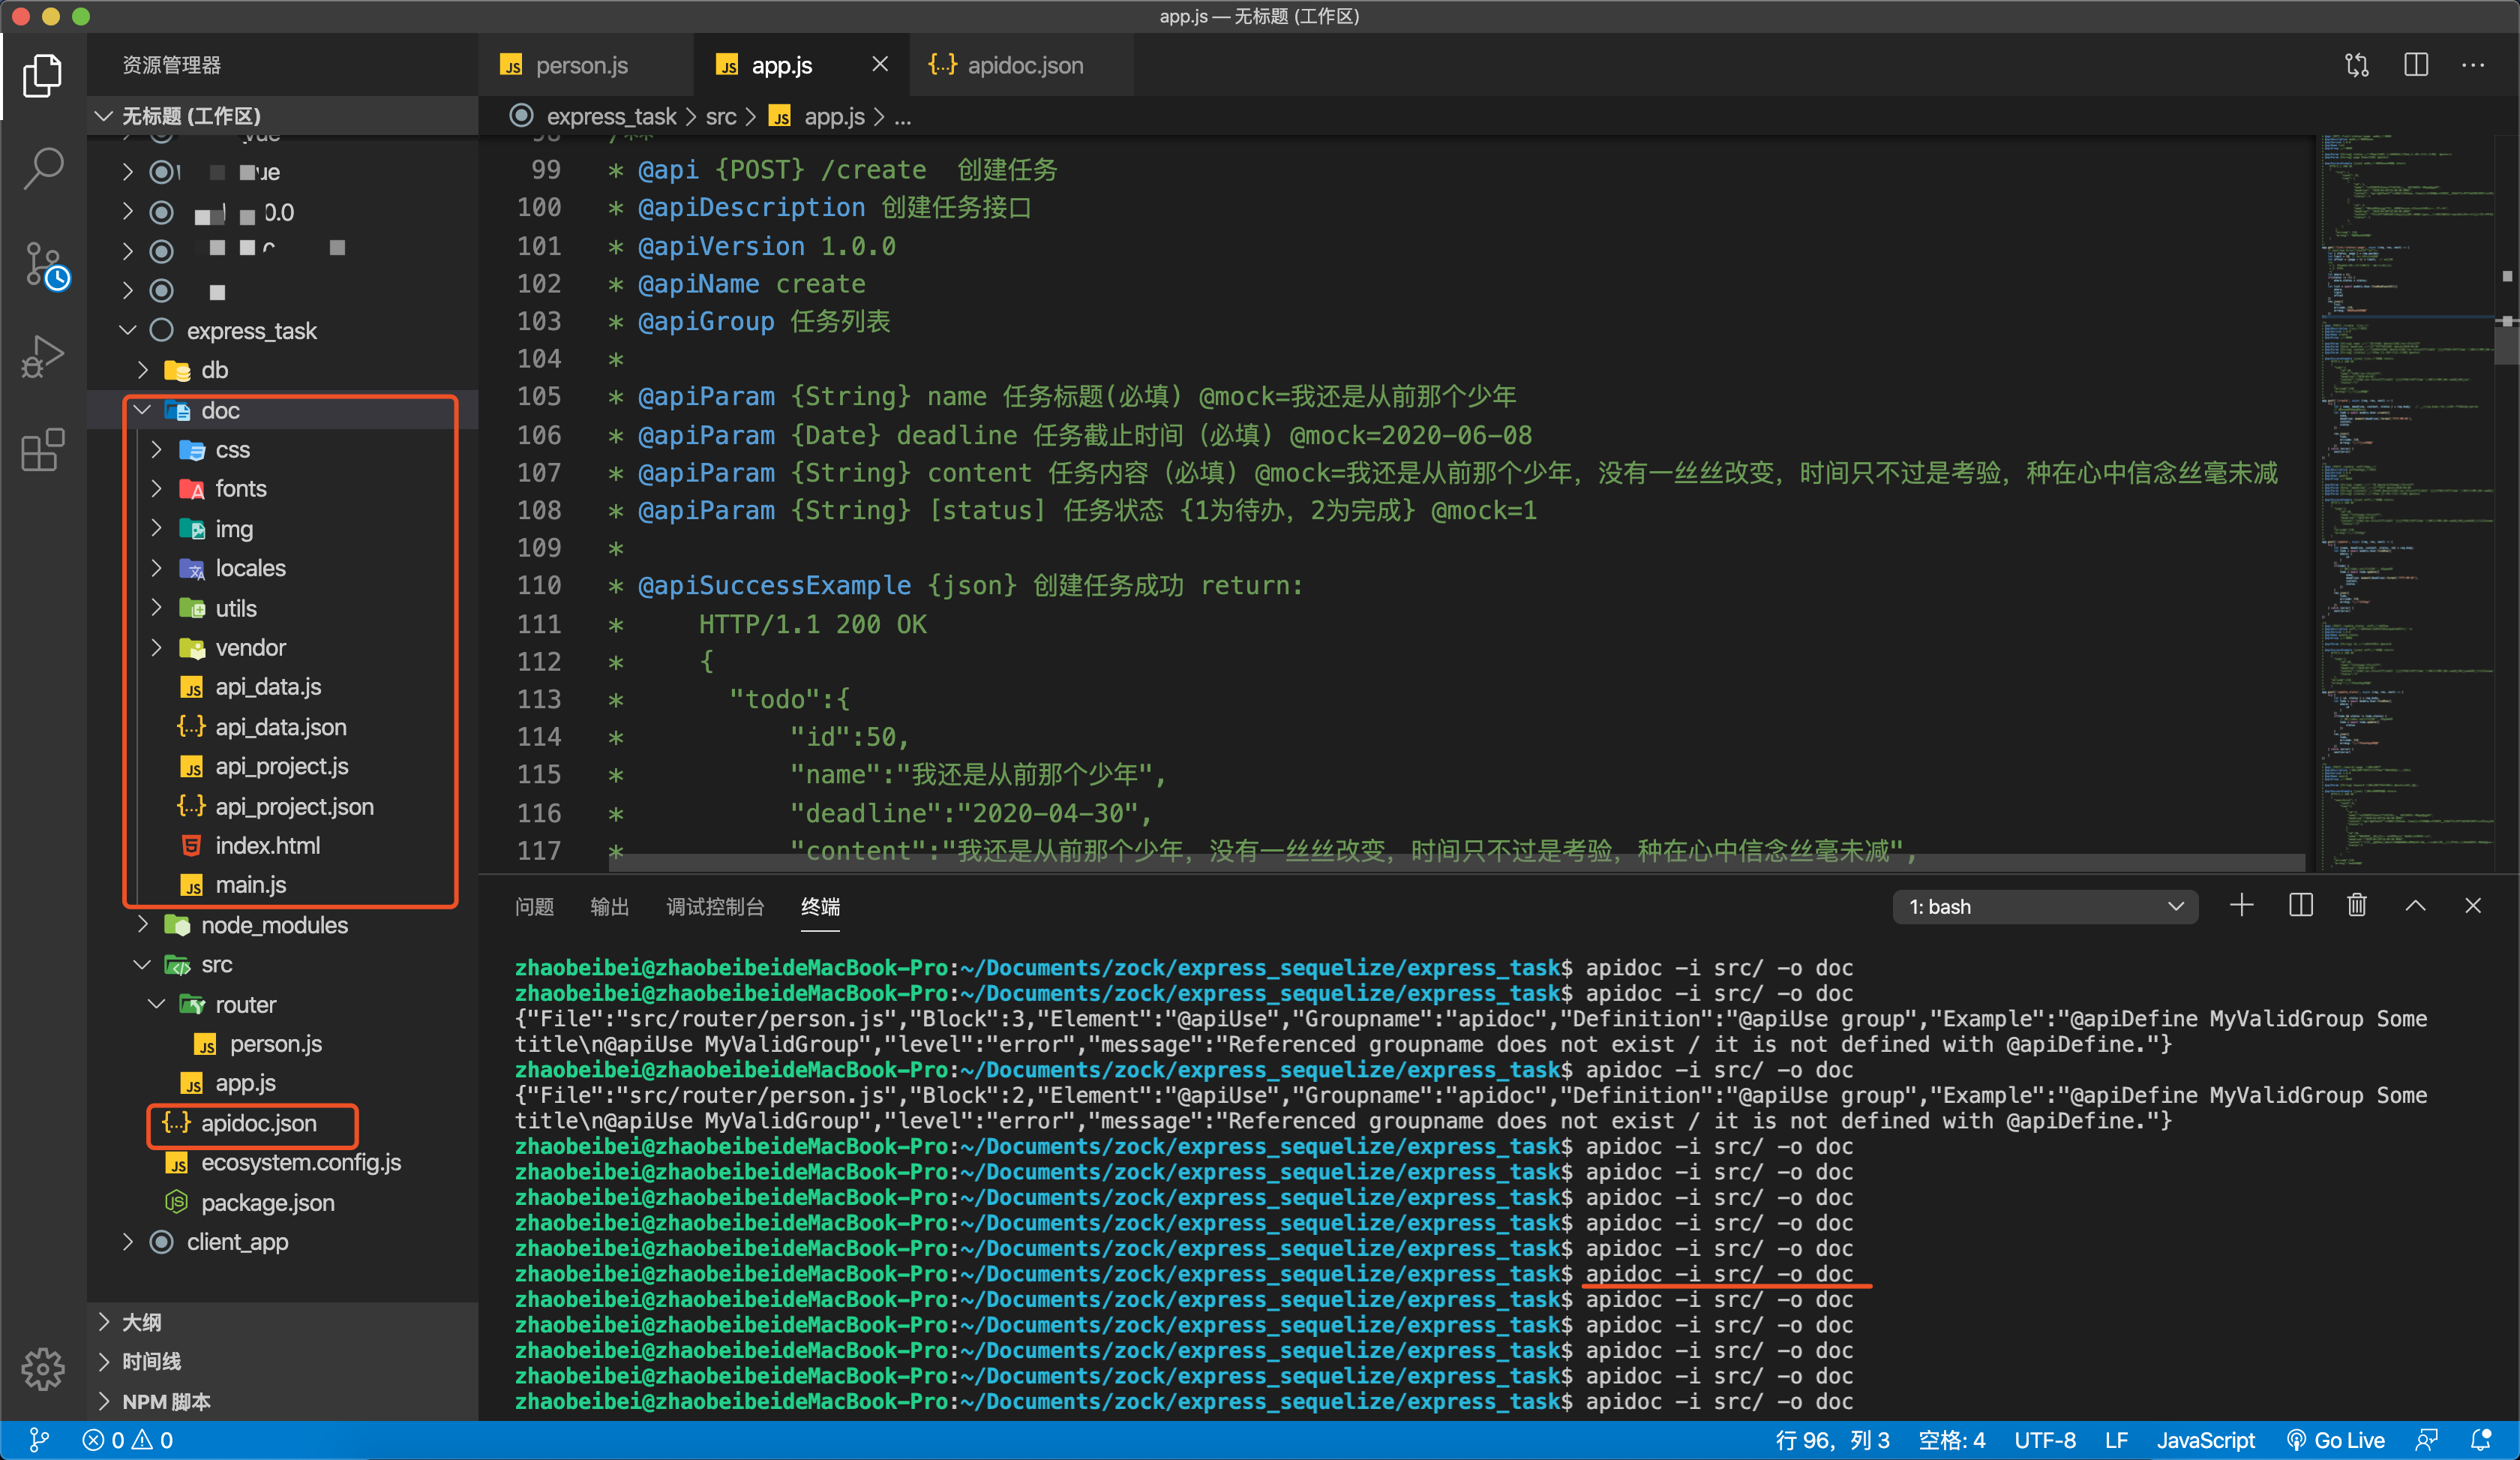 app.js — 无标题 (工作区)
资源管理器
person.js
app.js
apidoc.json
无标题 (工作区)
express_task > src > app.js > ...
ue
0.0
express_task
db
doc
css
fonts
img
locales
utils
vendor
api_data.js
api_data.json
api_project.js
api_project.json
index.html
main.js
node_modules
src
router
person.js
app.js
apidoc.json
ecosystem.config.js
package.json
client_app
大纲
时间线
NPM 脚本
99 * @api {POST} /create 创建任务
100 * @apiDescription 创建任务接口
101 * @apiVersion 1.0.0
102 * @apiName create
103 * @apiGroup 任务列表
104 *
105 * @apiParam {String} name 任务标题(必填) @mock=我还是从前那个少年
106 * @apiParam {Date} deadline 任务截止时间 (必填) @mock=2020-06-08
107 * @apiParam {String} content 任务内容 (必填) @mock=我还是从前那个少年，没有一丝丝改变，时间只不过是考验，种在心中信念丝毫未减
108 * @apiParam {String} [status] 任务状态 {1为待办，2为完成} @mock=1
109 *
110 * @apiSuccessExample {json} 创建任务成功 return:
111 * HTTP/1.1 200 OK
112 * {
113 * "todo":{
114 * "id":50,
115 * "name":"我还是从前那个少年",
116 * "deadline":"2020-04-30",
117 * "content":"我还是从前那个少年，没有一丝丝改变，时间只不过是考验，种在心中信念丝毫未减",
问题 输出 调试控制台 终端
1: bash
zhaobeibei@zhaobeibeideMacBook-Pro:~/Documents/zock/express_sequelize/express_task$ apidoc -i src/ -o doc
zhaobeibei@zhaobeibeideMacBook-Pro:~/Documents/zock/express_sequelize/express_task$ apidoc -i src/ -o doc
{"File":"src/router/person.js","Block":3,"Element":"@apiUse","Groupname":"apidoc","Definition":"@apiUse group","Example":"@apiDefine MyValidGroup Some
title\n@apiUse MyValidGroup","level":"error","message":"Referenced groupname does not exist / it is not defined with @apiDefine."}
zhaobeibei@zhaobeibeideMacBook-Pro:~/Documents/zock/express_sequelize/express_task$ apidoc -i src/ -o doc
{"File":"src/router/person.js","Block":2,"Element":"@apiUse","Groupname":"apidoc","Definition":"@apiUse group","Example":"@apiDefine MyValidGroup Some
title\n@apiUse MyValidGroup","level":"error","message":"Referenced groupname does not exist / it is not defined with @apiDefine."}
zhaobeibei@zhaobeibeideMacBook-Pro:~/Documents/zock/express_sequelize/express_task$ apidoc -i src/ -o doc
zhaobeibei@zhaobeibeideMacBook-Pro:~/Documents/zock/express_sequelize/express_task$ apidoc -i src/ -o doc
zhaobeibei@zhaobeibeideMacBook-Pro:~/Documents/zock/express_sequelize/express_task$ apidoc -i src/ -o doc
zhaobeibei@zhaobeibeideMacBook-Pro:~/Documents/zock/express_sequelize/express_task$ apidoc -i src/ -o doc
zhaobeibei@zhaobeibeideMacBook-Pro:~/Documents/zock/express_sequelize/express_task$ apidoc -i src/ -o doc
zhaobeibei@zhaobeibeideMacBook-Pro:~/Documents/zock/express_sequelize/express_task$ apidoc -i src/ -o doc
zhaobeibei@zhaobeibeideMacBook-Pro:~/Documents/zock/express_sequelize/express_task$ apidoc -i src/ -o doc
zhaobeibei@zhaobeibeideMacBook-Pro:~/Documents/zock/express_sequelize/express_task$ apidoc -i src/ -o doc
zhaobeibei@zhaobeibeideMacBook-Pro:~/Documents/zock/express_sequelize/express_task$ apidoc -i src/ -o doc
zhaobeibei@zhaobeibeideMacBook-Pro:~/Documents/zock/express_sequelize/express_task$ apidoc -i src/ -o doc
zhaobeibei@zhaobeibeideMacBook-Pro:~/Documents/zock/express_sequelize/express_task$ apidoc -i src/ -o doc
0 0
行 96，列 3 空格: 4 UTF-8 LF JavaScript Go Live